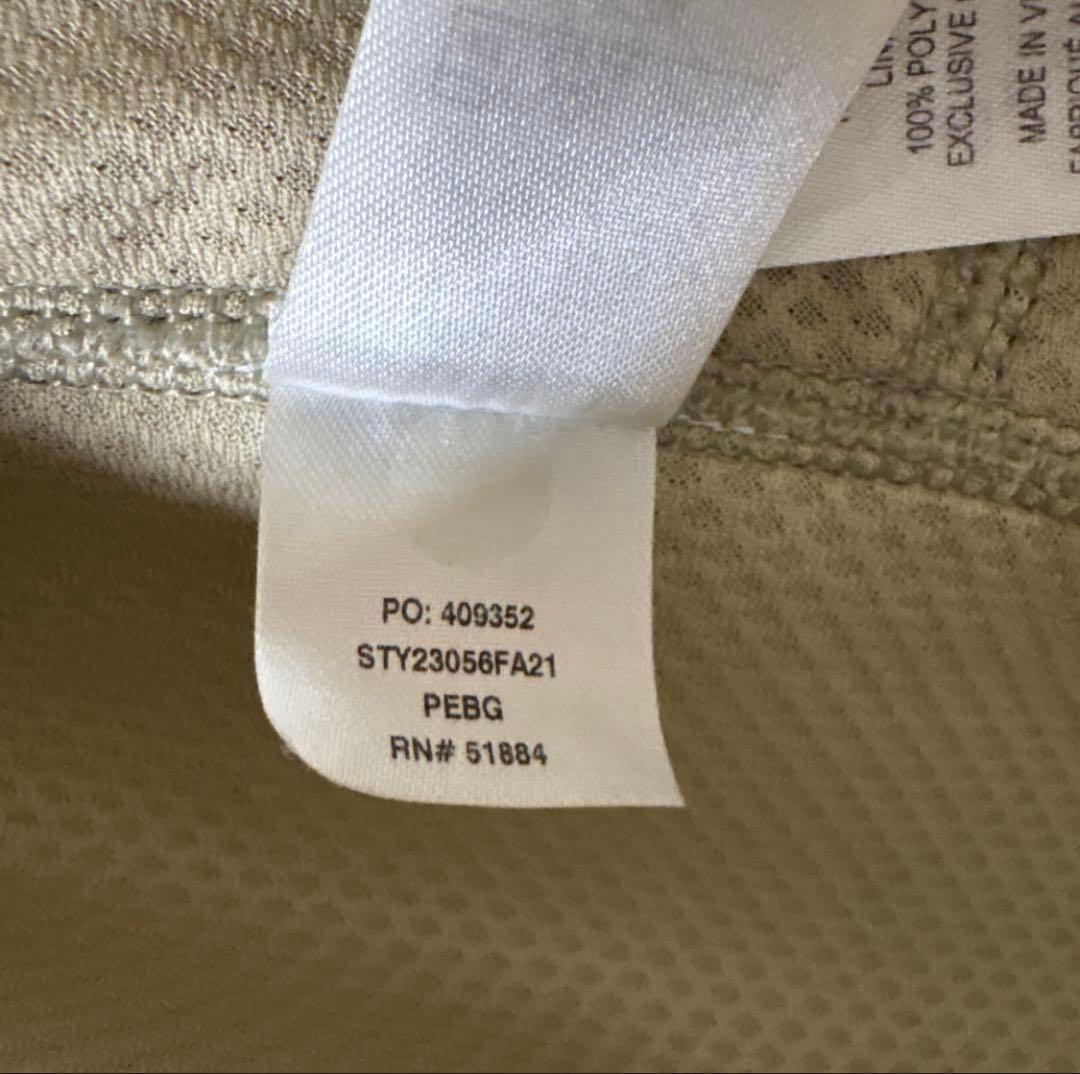 PO: 409352
STY23056FA21
PEBG
RN# 51884
100% POLY
EXCLUSIVE
MADE IN